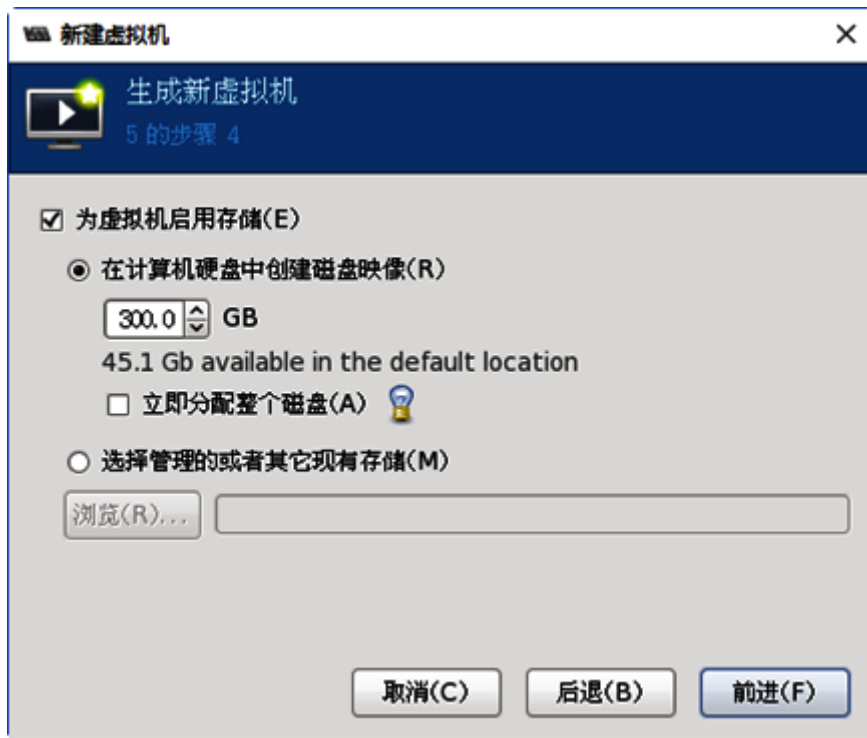 新建虚拟机
生成新虚拟机
5 的步骤 4
为虚拟机启用存储(E)
在计算机硬盘中创建磁盘映像(R)
300.0 GB
45.1 Gb available in the default location
立即分配整个磁盘(A)
选择管理的或者其它现有存储(M)
浏览(R)...
取消(C) 后退(B) 前进(F)